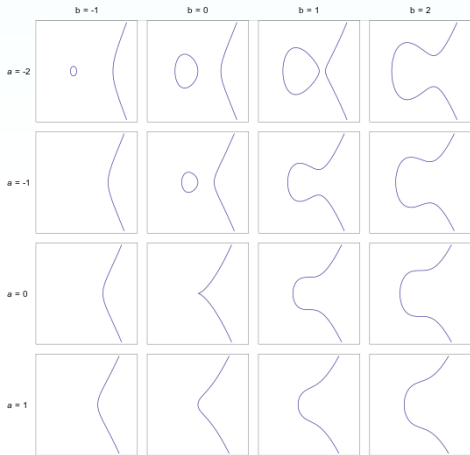 b = -1 b = 0 b = 1 b = 2
a = -2
a = -1
a = 0
a = 1